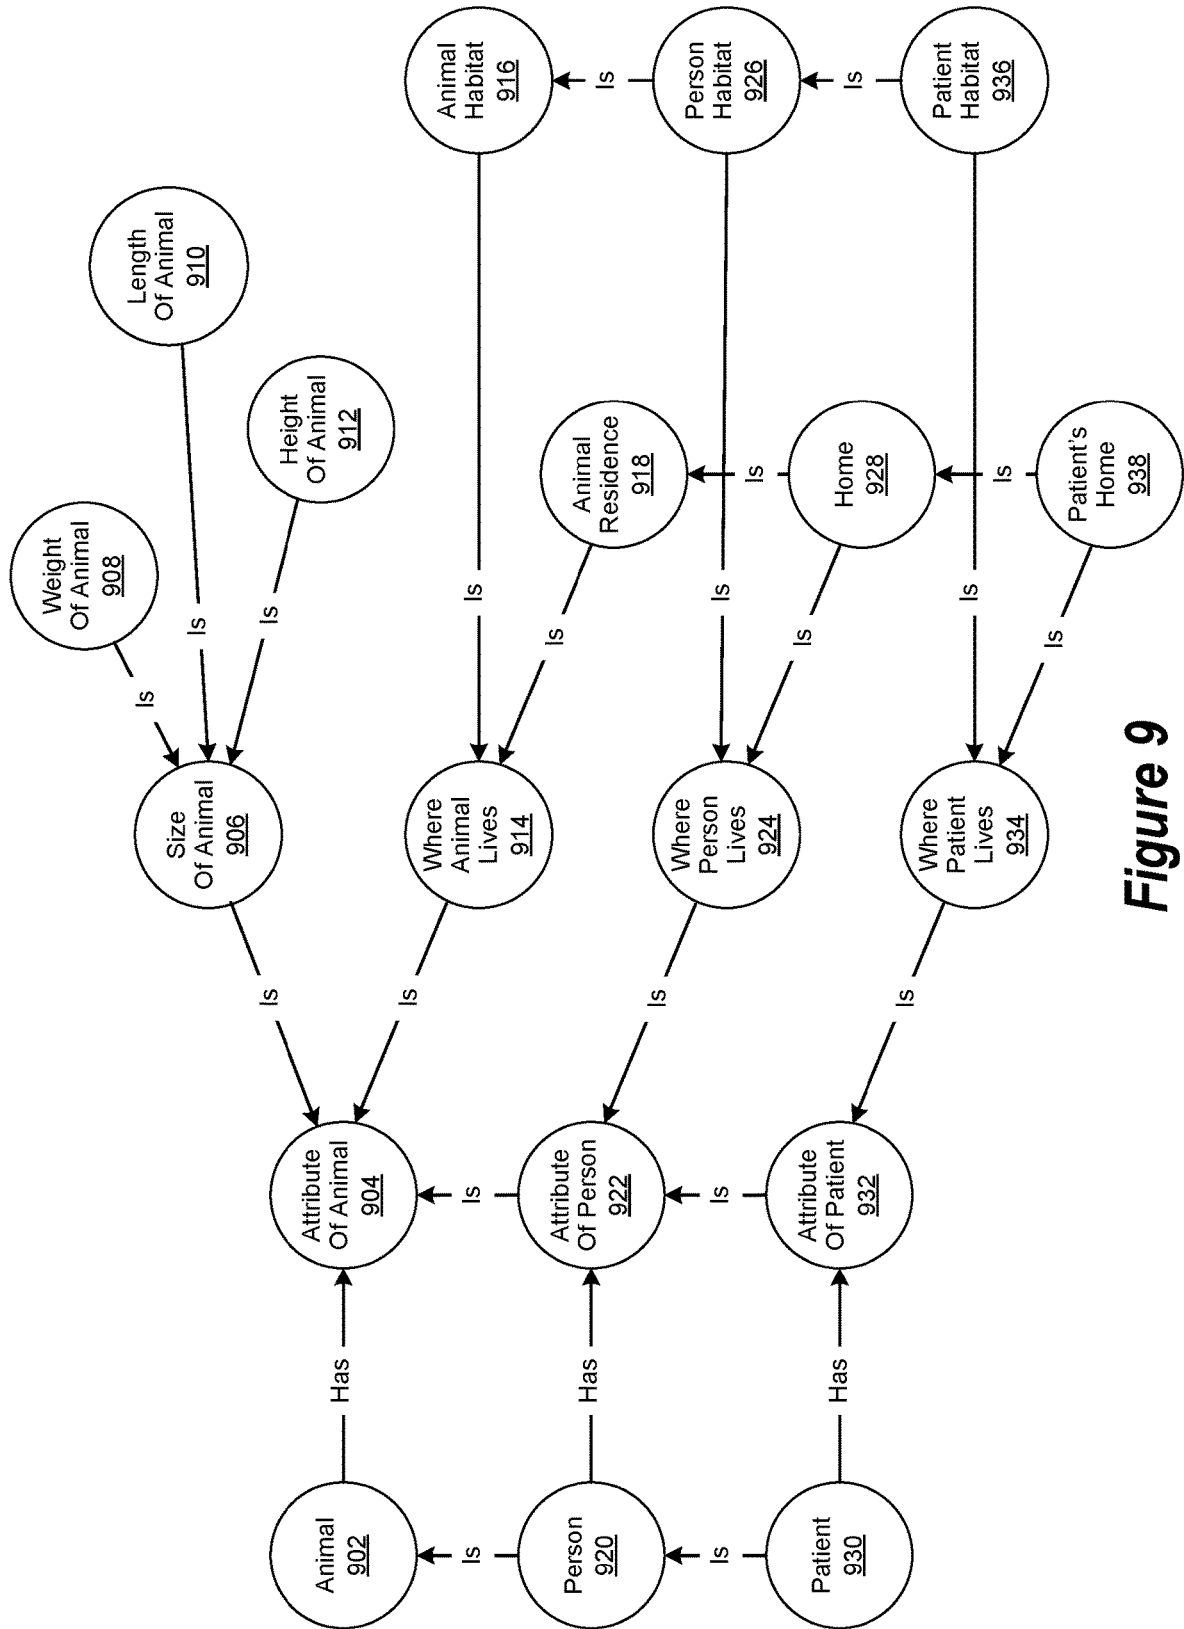 Weight
Of Animal
908
Length
Of Animal
910
Is
Is
Height
Of Animal
912
Is
Size
Of Animal
906
Is
Animal
902
Has
Attribute
Of Animal
904
Is
Where
Animal
Lives
914
Is
Animal
Habitat
916
Is
Animal
Residence
918
Is
Is
Is
Is
Person
920
Has
Attribute
Of Person
922
Is
Where
Person
Lives
924
Is
Person
Habitat
926
Is
Home
928
Is
Is
Is
Is
Patient
930
Has
Attribute
Of Patient
932
Is
Where
Patient
Lives
934
Is
Patient
Habitat
936
Is
Patient's
Home
938
Is
Figure 9